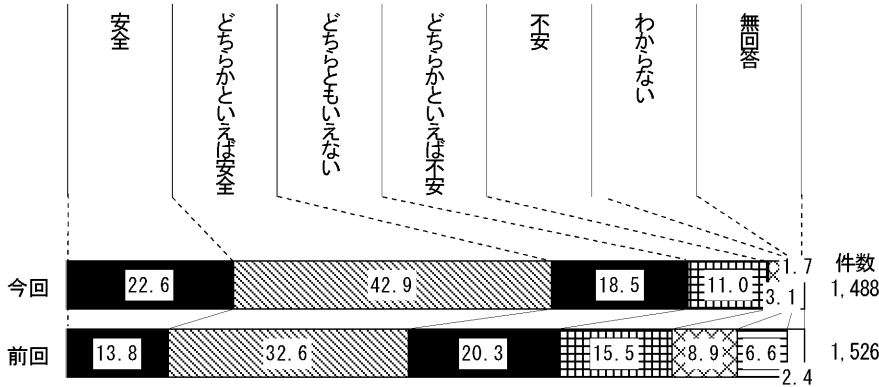 安全
どちらかといえば安全
どちらともいえない
どちらかといえば不安
不安
わからない
無回答
件数
今回 22.6 42.9 18.5 11.0 3.1 1.7 1,488
前回 13.8 32.6 20.3 15.5 8.9 6.6 2.4 1,526